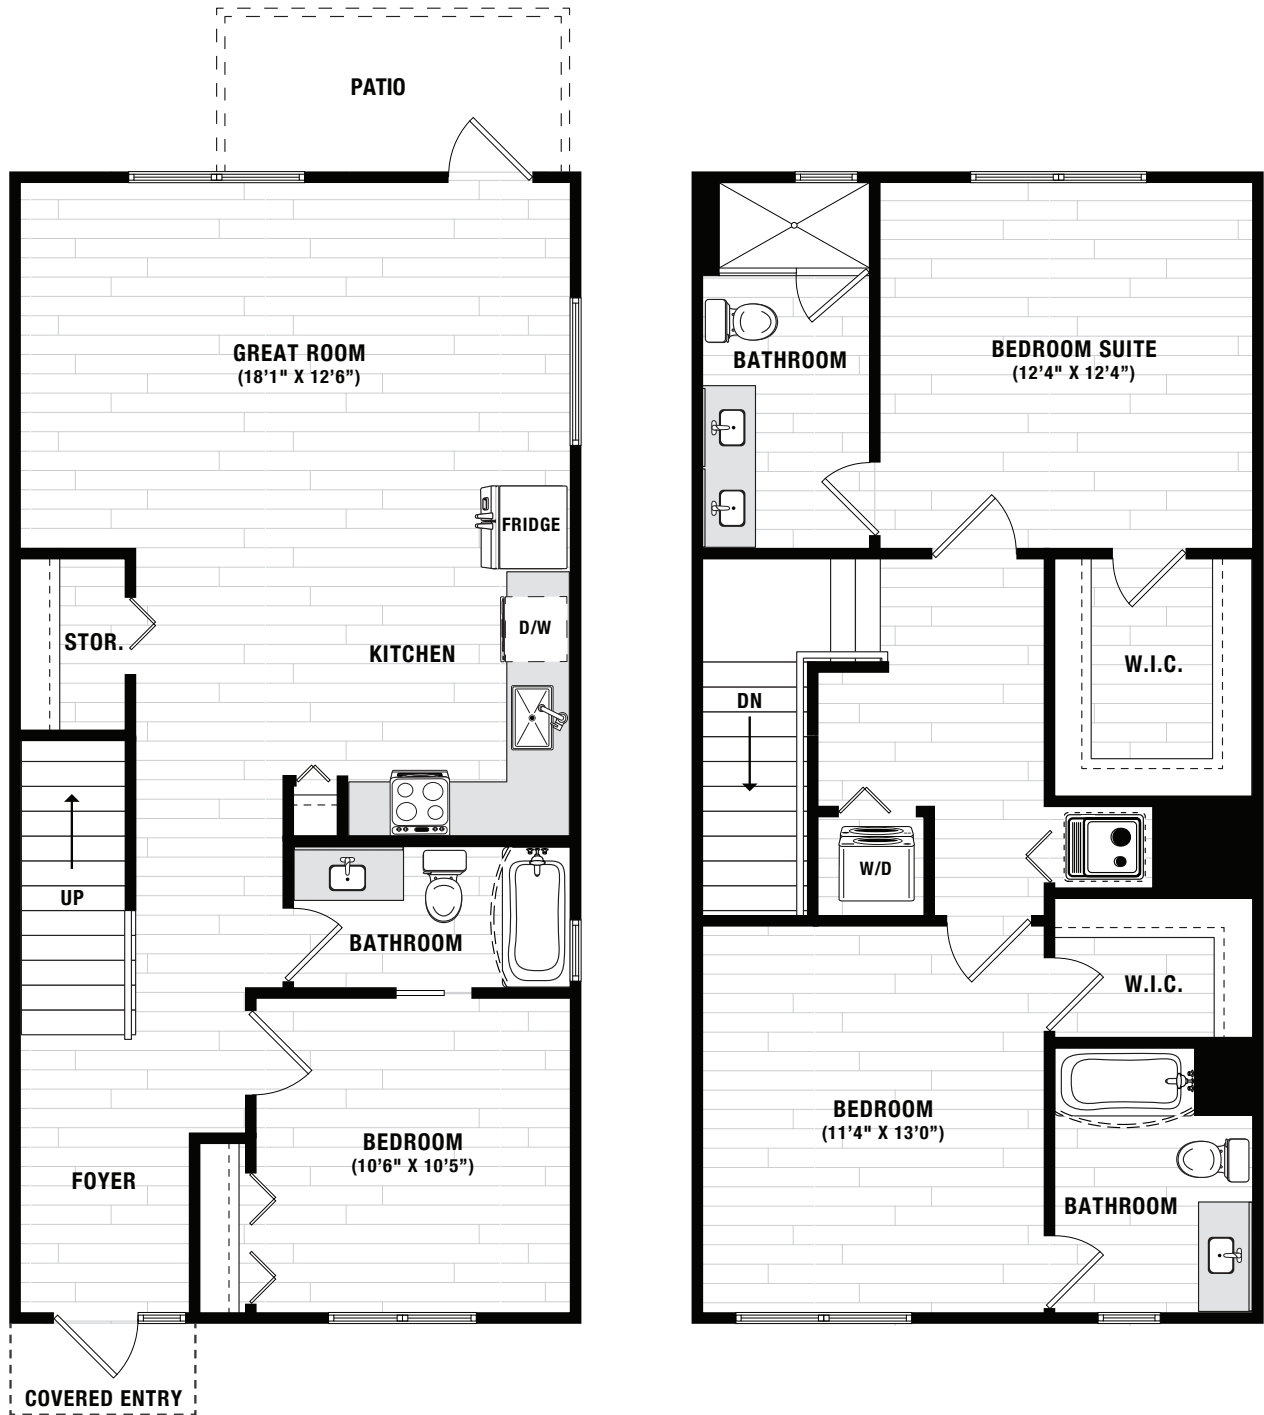 PATIO
GREAT ROOM
(18'1" X 12'6”)
FRIDGE
D/W
STOR.
KITCHEN
UP
BATHROOM
BEDROOM
(10'6" X 10'5”)
FOYER
COVERED ENTRY
BATHROOM
BEDROOM SUITE
(12'4" X 12'4”)
W.I.C.
DN
W/D
W.I.C.
BEDROOM
(11'4" X 13'0”)
BATHROOM